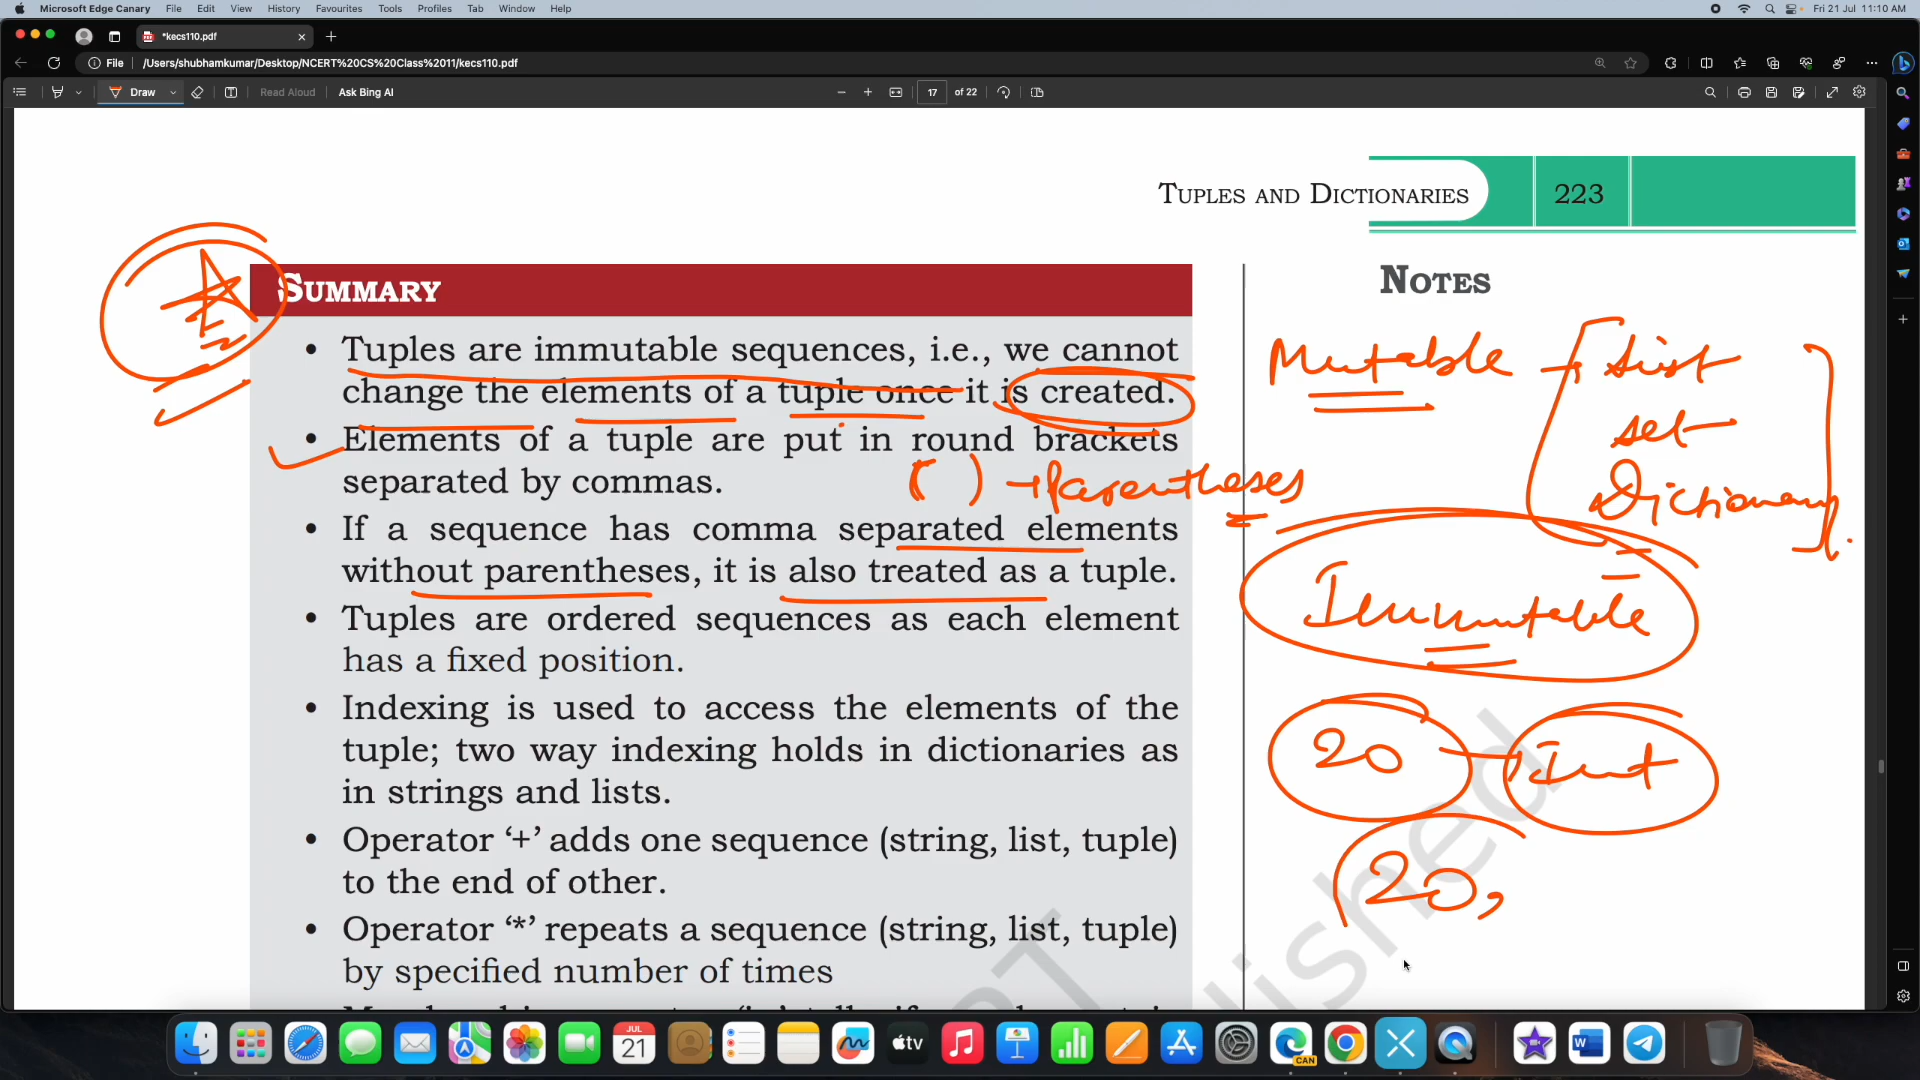 Microsoft Edge Canary File Edit View History Favourites Tools Profiles Tab Window Help Fri 21 Jul 11:10 AM
*kecs110.pdf
File /Users/shubhamkumar/Desktop/NCERT%20CS%20Class%2011/kecs110.pdf
Draw Read Aloud Ask Bing AI 17 of 22
TUPLES AND DICTIONARIES 223
SUMMARY
• Tuples are immutable sequences, i.e., we cannot
change the elements of a tuple once it is created.
• Elements of a tuple are put in round brackets
separated by commas.
( ) → Parentheses
• If a sequence has comma separated elements
without parentheses, it is also treated as a tuple.
• Tuples are ordered sequences as each element
has a fixed position.
• Indexing is used to access the elements of the
tuple; two way indexing holds in dictionaries as
in strings and lists.
• Operator ‘+’ adds one sequence (string, list, tuple)
to the end of other.
• Operator ‘*’ repeats a sequence (string, list, tuple)
by specified number of times
NOTES
Mutable → list
set
Dictionary
Immutable
20 → int
(20,
JUL
21
tv
CAN